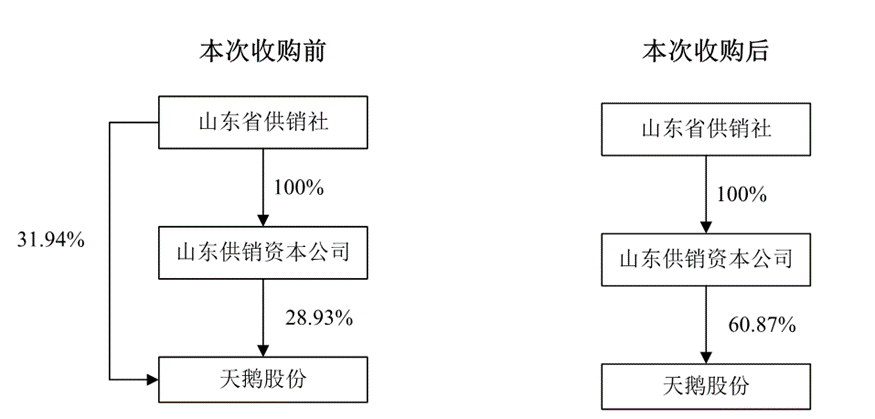 本次收购前
山东省供销社
100%
31.94%
山东供销资本公司
28.93%
天鹅股份
本次收购后
山东省供销社
100%
山东供销资本公司
60.87%
天鹅股份